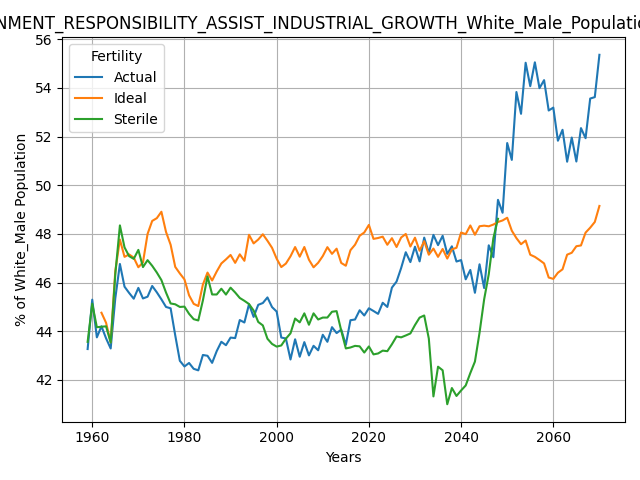 NMENT_RESPONSIBILITY_ASSIST_INDUSTRIAL_GROWTH_White_Male_Populatio
Fertility
Actual
Ideal
Sterile
% of White_Male Population
56
54
52
50
48
46
44
42
1960
1980
2000
2020
2040
2060
Years